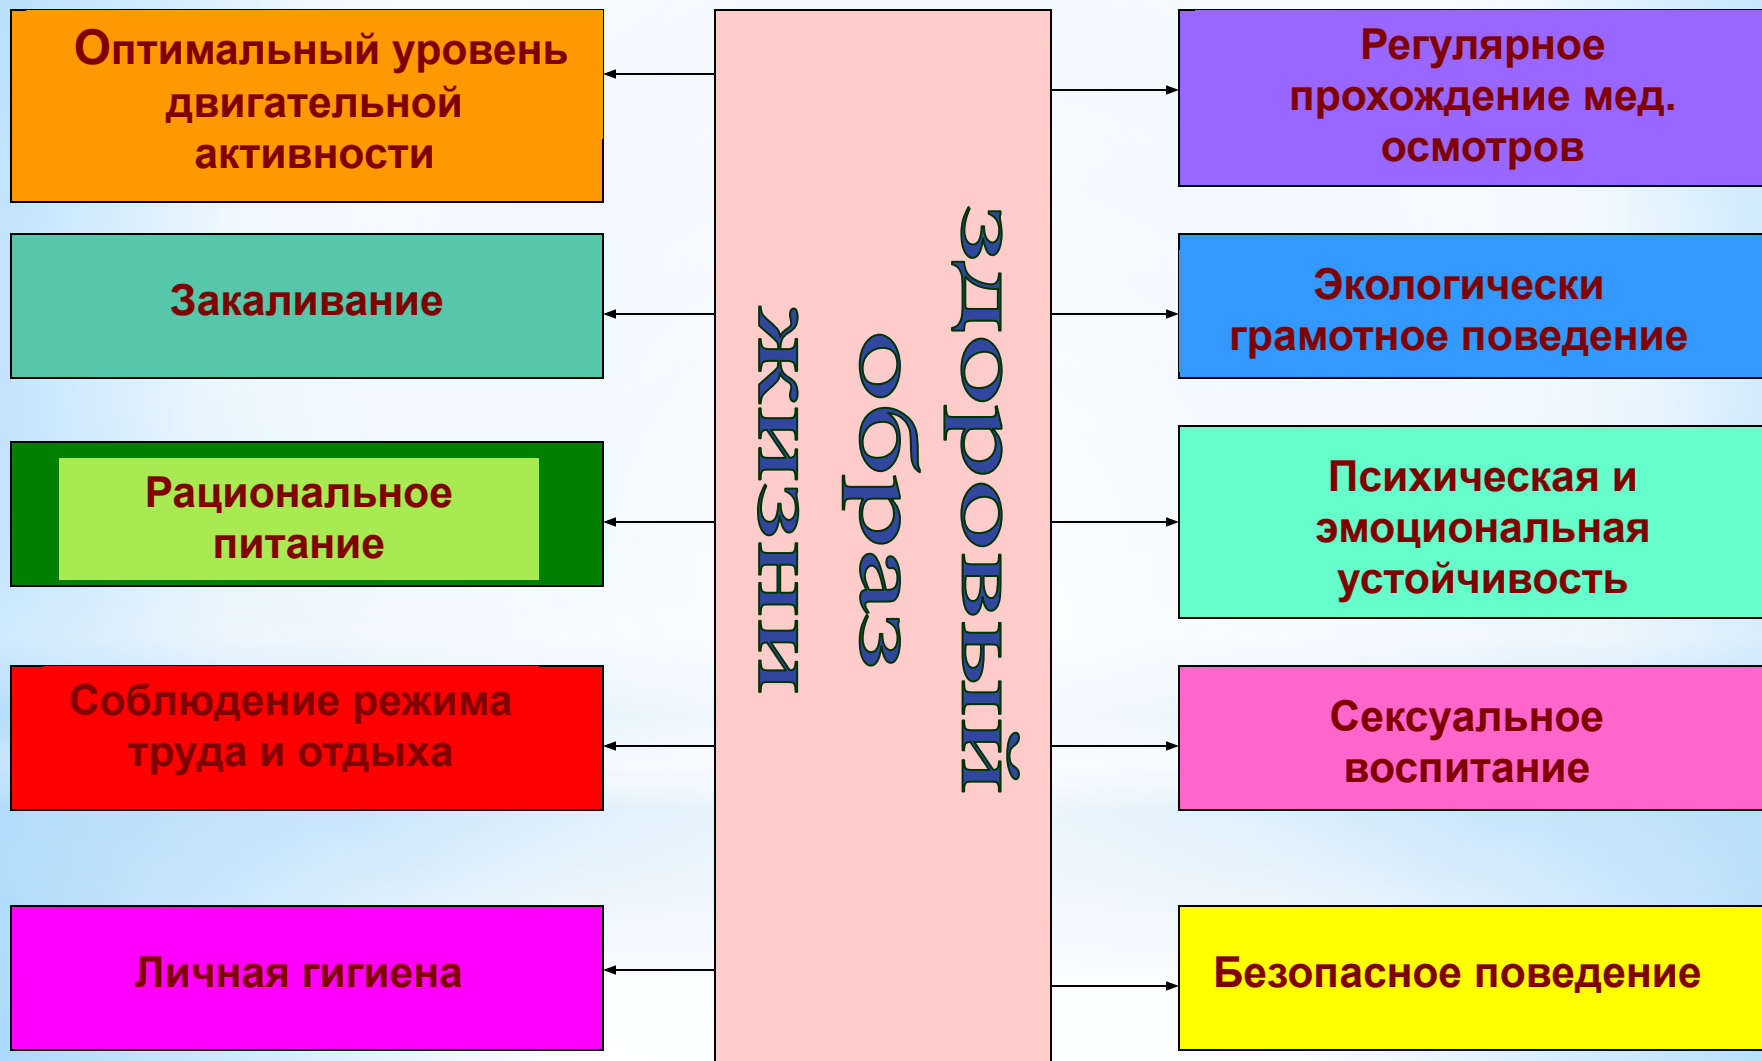 Оптимальный уровень
двигательной
активности
Закаливание
Рациональное
питание
Соблюдение режима
труда и отдыха
Личная гигиена
здоровый
образ
жизни
Регулярное
прохождение мед.
осмотров
Экологически
грамотное поведение
Психическая и
эмоциональная
устойчивость
Сексуальное
воспитание
Безопасное поведение